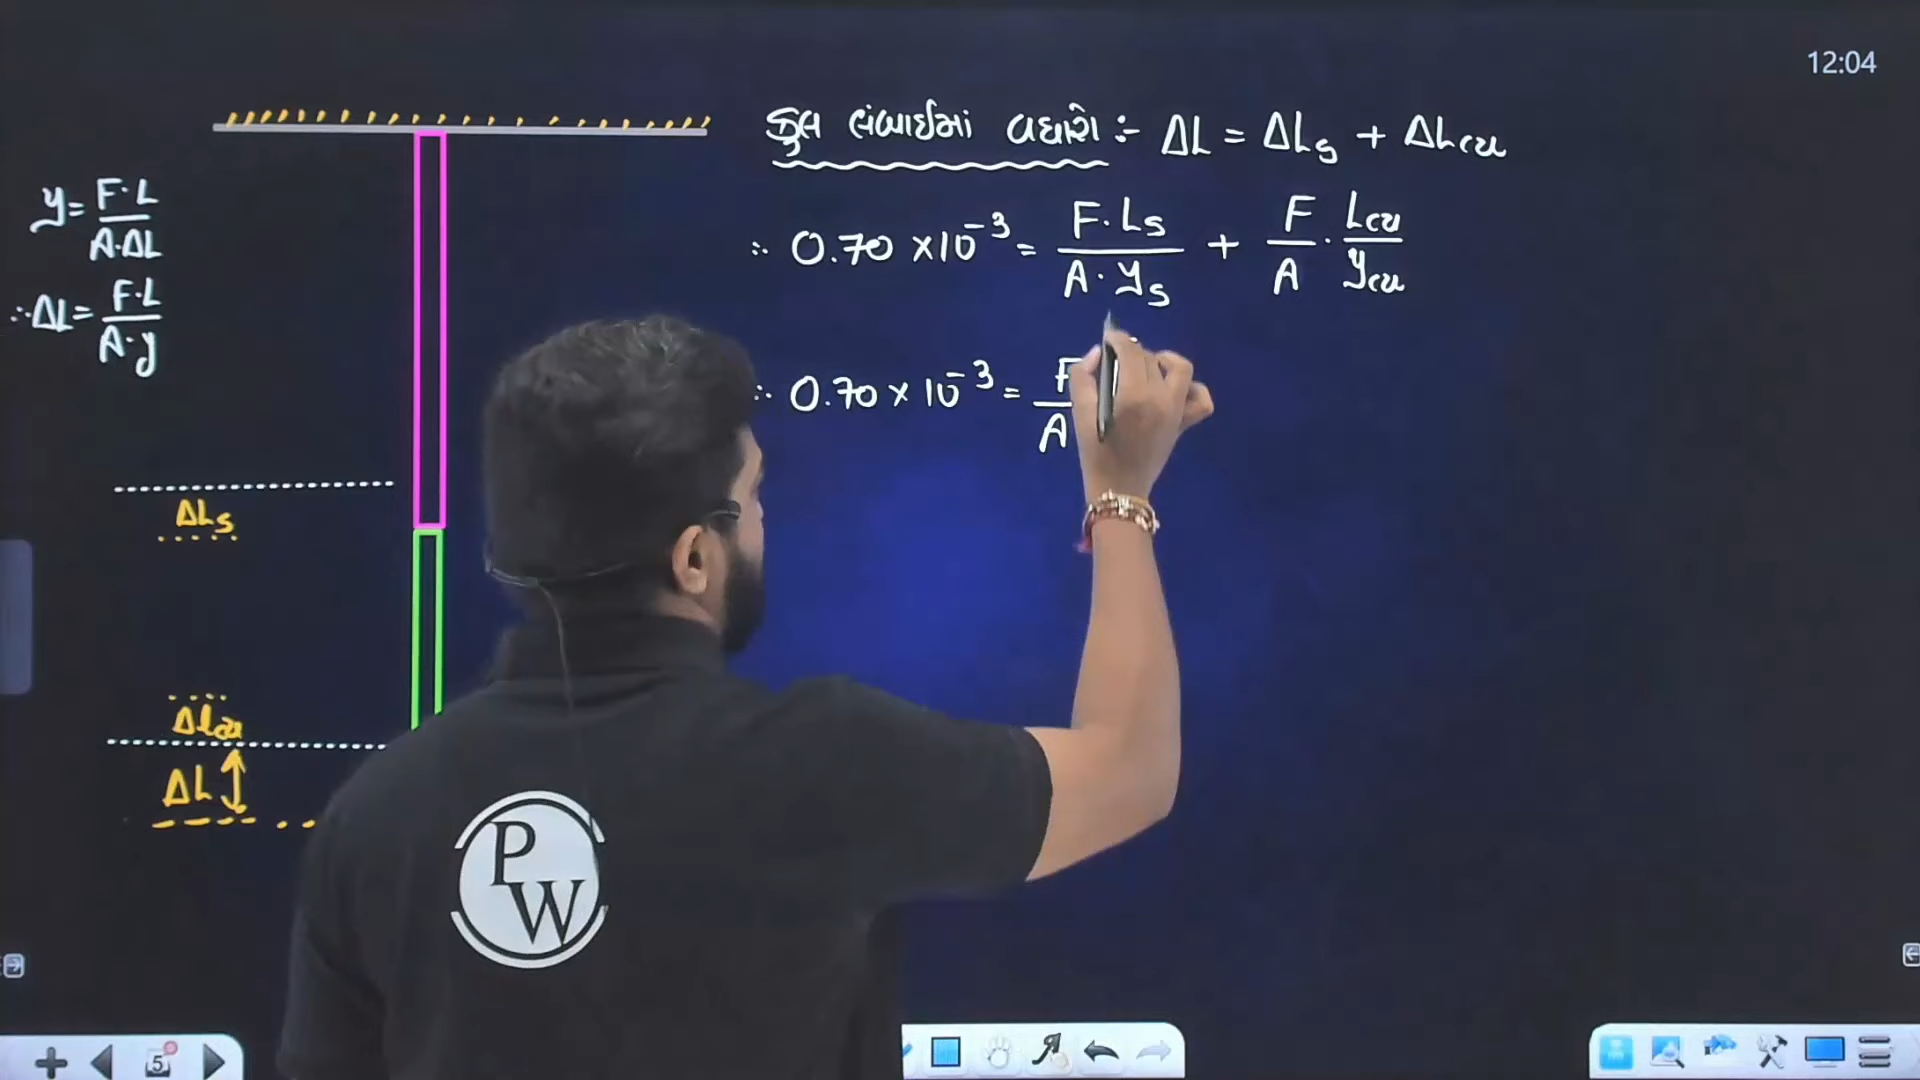 12:04
કુલ લંબાઈમાં વધારો :- ΔL = ΔLs + ΔLcu
y = F·L / A·ΔL
∴ ΔL = F·L / A·y
∴ 0.70 × 10⁻³ = F·Ls / A·ys + F / A · Lcu / ycu
∴ 0.70 × 10⁻³ = F / A
ΔLs
Δlcu
ΔL
PW
5